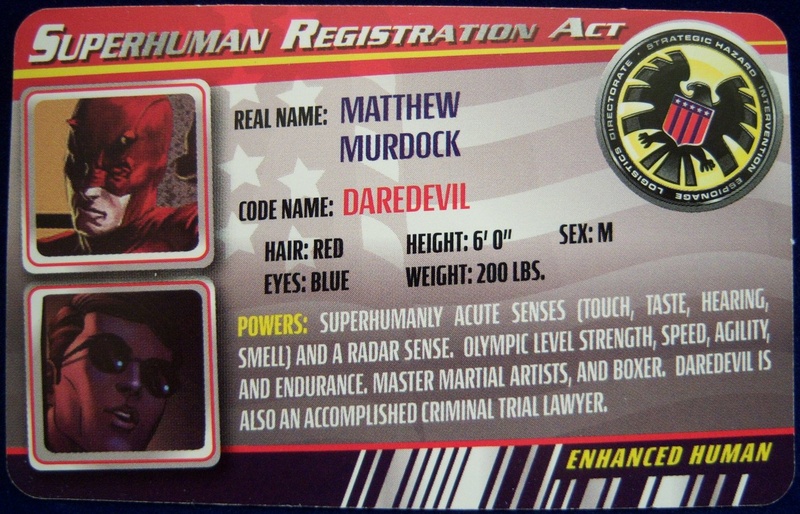 SUPERHUMAN REGISTRATION ACT
STRATEGIC HAZARD INTERVENTION ESPIONAGE LOGISTICS DIRECTORATE
REAL NAME: MATTHEW
MURDOCK
CODE NAME: DAREDEVIL
HAIR: RED HEIGHT: 6' 0" SEX: M
EYES: BLUE WEIGHT: 200 LBS.
POWERS: SUPERHUMANLY ACUTE SENSES (TOUCH, TASTE, HEARING,
SMELL) AND A RADAR SENSE. OLYMPIC LEVEL STRENGTH, SPEED, AGILITY,
AND ENDURANCE. MASTER MARTIAL ARTISTS, AND BOXER. DAREDEVIL IS
ALSO AN ACCOMPLISHED CRIMINAL TRIAL LAWYER.
ENHANCED HUMAN